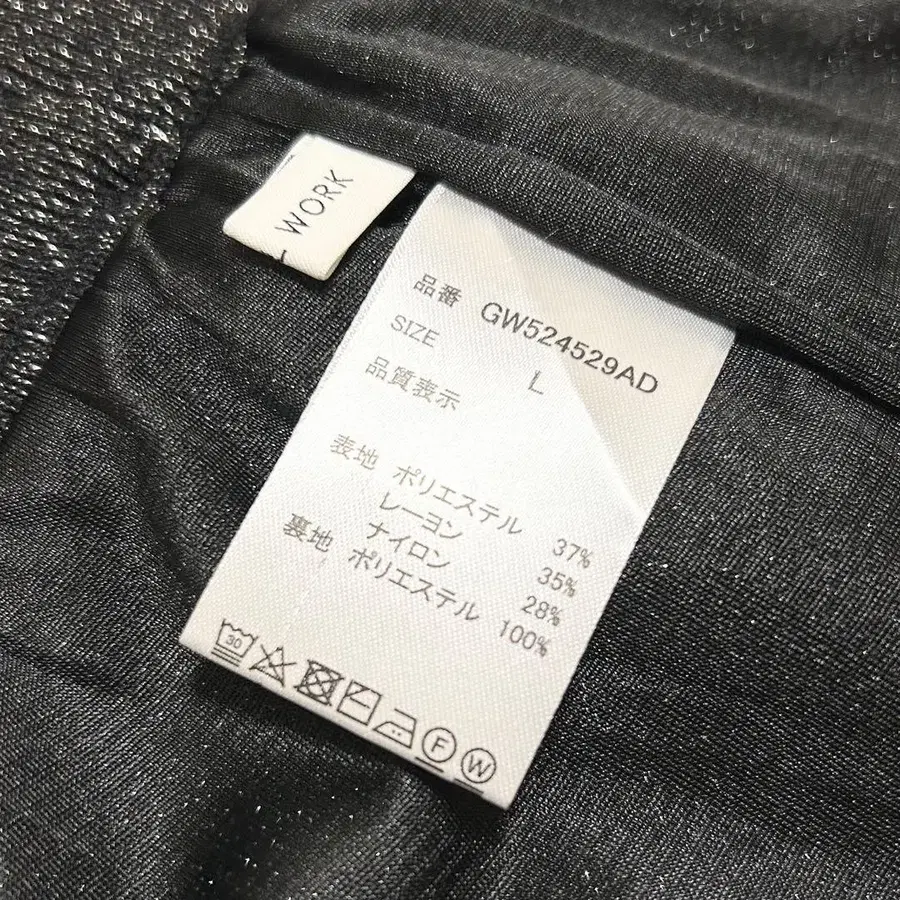 WORK
品番 GW524529AD
SIZE L
品質表示
表地 ポリエステル 37%
レーヨン 35%
ナイロン 28%
裏地 ポリエステル 100%
30
F W